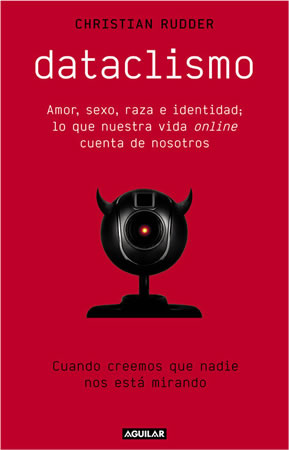 CHRISTIAN RUDDER
dataclismo
Amor, sexo, raza e identidad;
lo que nuestra vida online
cuenta de nosotros
Cuando creemos que nadie
nos está mirando
AGUILAR